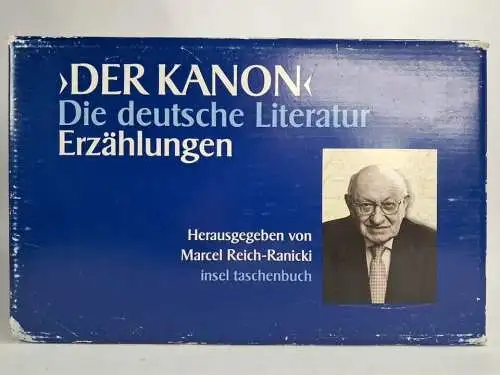 ›DER KANON‹
Die deutsche Literatur
Erzählungen
Herausgegeben von
Marcel Reich-Ranicki
insel taschenbuch